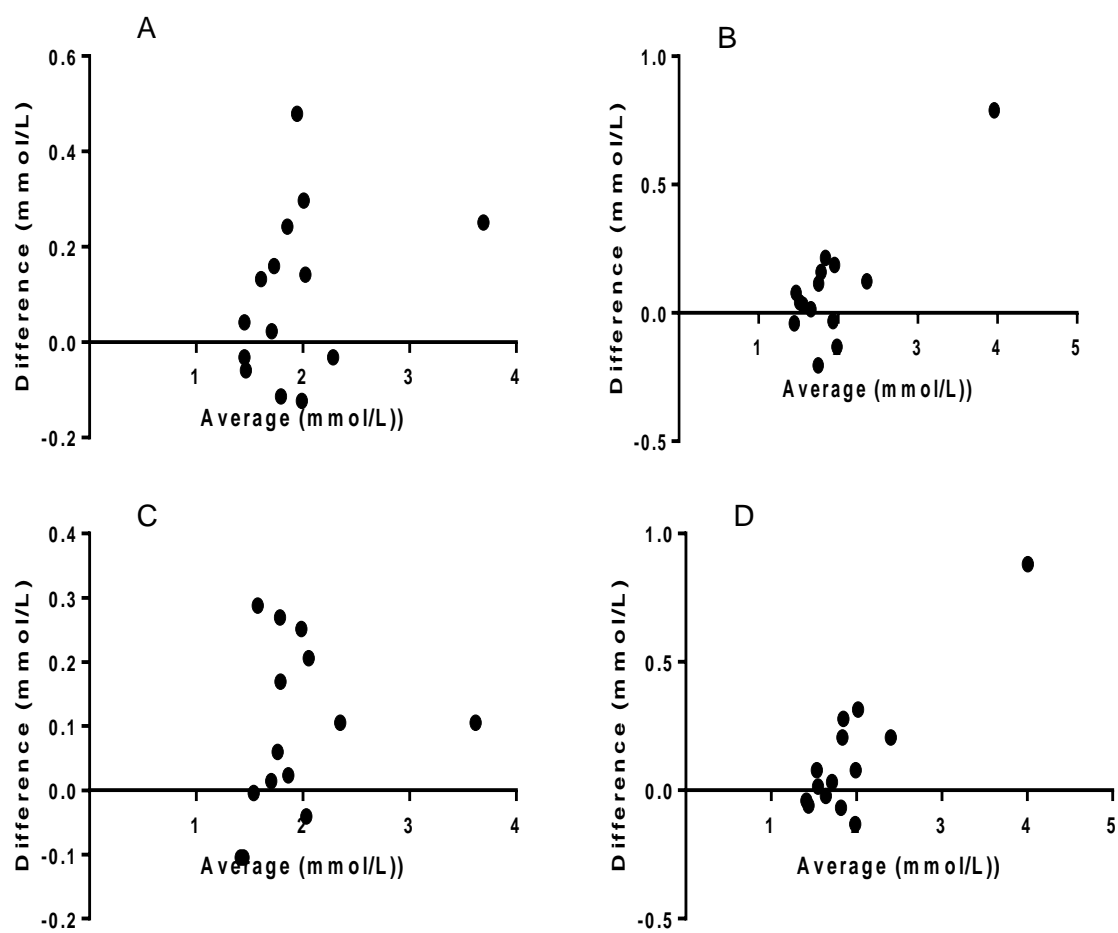 A
0.6
0.4
0.2
0.0
-0.2
1 2 3 4
Difference (mmol/L)
Average (mmol/L))
B
1.0
0.5
0.0
-0.5
1 2 3 4 5
Difference (mmol/L)
Average (mmol/L))
C
0.4
0.3
0.2
0.1
0.0
-0.1
-0.2
1 2 3 4
Difference (mmol/L)
Average (mmol/L))
D
1.0
0.5
0.0
-0.5
1 2 3 4 5
Difference (mmol/L)
Average (mmol/L))